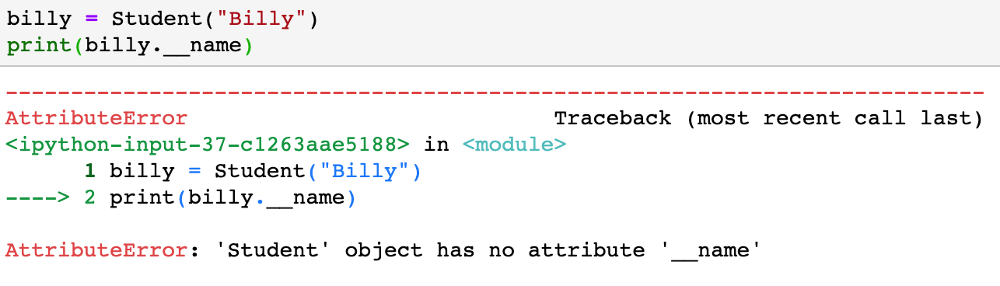 billy = Student("Billy")
print(billy.__name)
---------------------------------------------------------------------------
AttributeError                            Traceback (most recent call last)
<ipython-input-37-c1263aae5188> in <module>
      1 billy = Student("Billy")
----> 2 print(billy.__name)
AttributeError: 'Student' object has no attribute '__name'